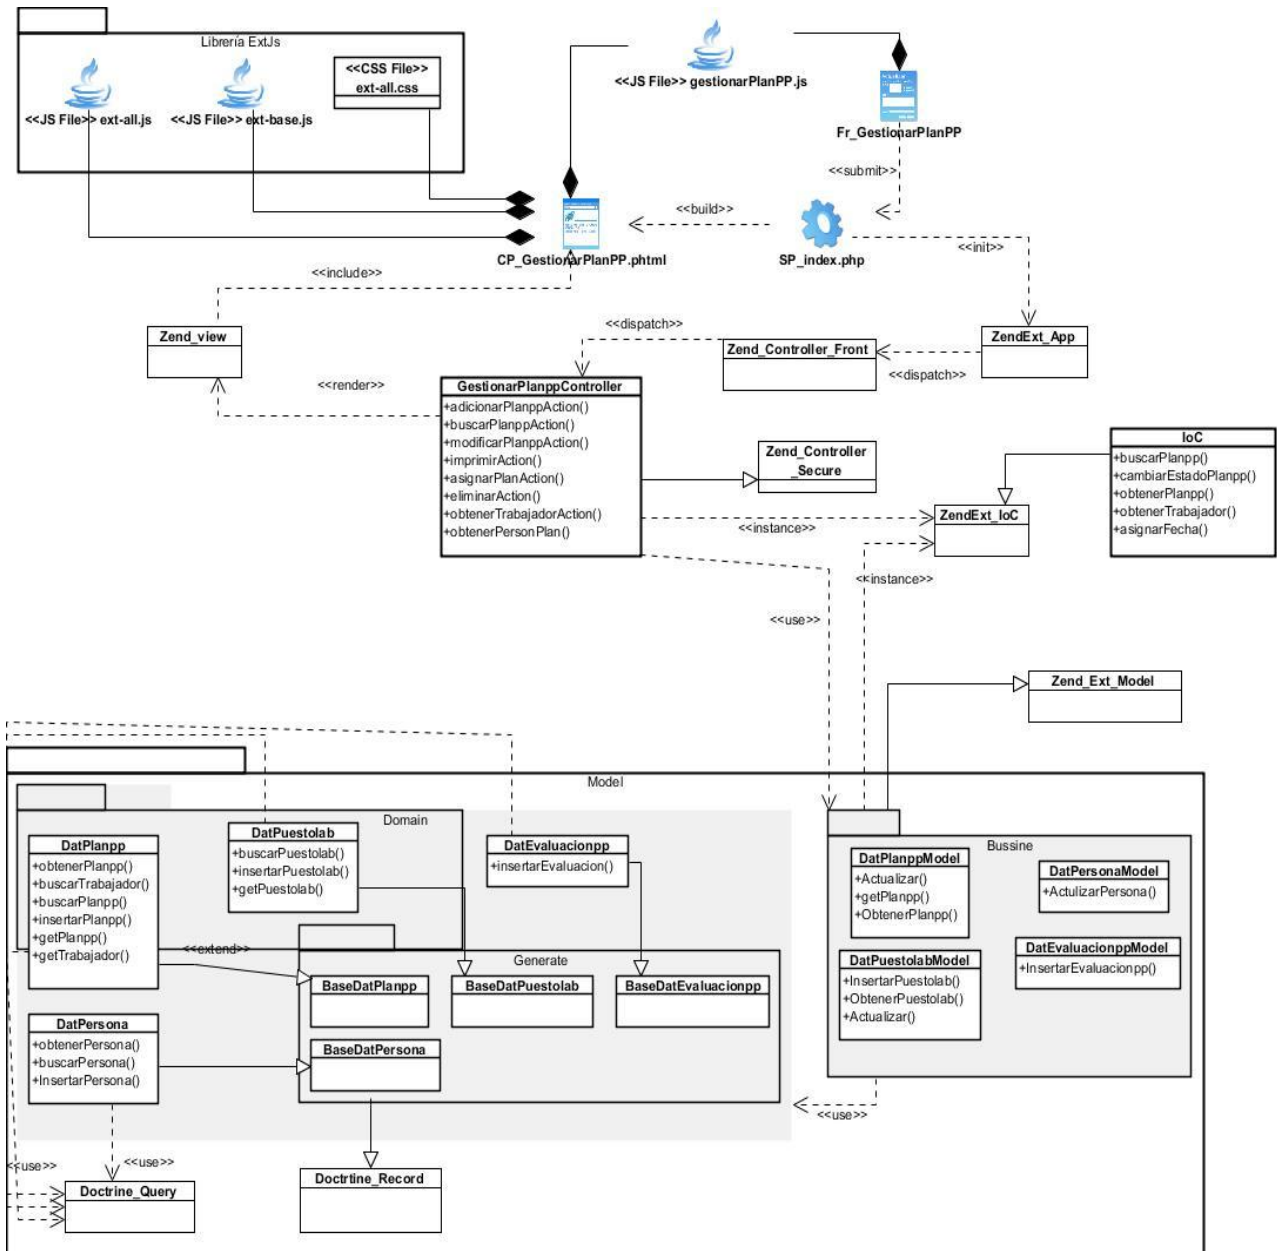 Librería ExtJs
<<JS File>> ext-all.js
<<JS File>> ext-base.js
<<CSS File>>
ext-all.css
<<JS File>> gestionarPlanPP.js
Fr_GestionarPlanPP
<<submit>>
<<build>>
CP_GestionarPlanPP.phtml
SP_index.php
<<init>>
<<include>>
Zend_view
<<render>>
<<dispatch>>
Zend_Controller_Front
<<dispatch>>
ZendExt_App
GestionarPlanppController
+adicionarPlanppAction()
+buscarPlanppAction()
+modificarPlanppAction()
+imprimirAction()
+asignarPlanAction()
+eliminarAction()
+obtenerTrabajadorAction()
+obtenerPersonPlan()
Zend_Controller
_Secure
IoC
+buscarPlanpp()
+cambiarEstadoPlanpp()
+obtenerPlanpp()
+obtenerTrabajador()
+asignarFecha()
<<instance>>
ZendExt_IoC
<<instance>>
<<use>>
Zend_Ext_Model
Model
Domain
DatPlanpp
+obtenerPlanpp()
+buscarTrabajador()
+buscarPlanpp()
+insertarPlanpp()
+getPlanpp()
+getTrabajador()
DatPuestolab
+buscarPuestolab()
+insertarPuestolab()
+getPuestolab()
DatEvaluacionpp
+insertarEvaluacion()
<<extend>>
Generate
BaseDatPlanpp
BaseDatPuestolab
BaseDatEvaluacionpp
BaseDatPersona
DatPersona
+obtenerPersona()
+buscarPersona()
+InsertarPersona()
Bussine
DatPlanppModel
+Actualizar()
+getPlanpp()
+ObtenerPlanpp()
DatPersonaModel
+ActulizarPersona()
DatPuestolabModel
+InsertarPuestolab()
+ObtenerPuestolab()
+Actualizar()
DatEvaluacionppModel
+InsertarEvaluacionpp()
<<use>>
<<use>>
<<use>>
Doctrine_Query
Doctrtine_Record